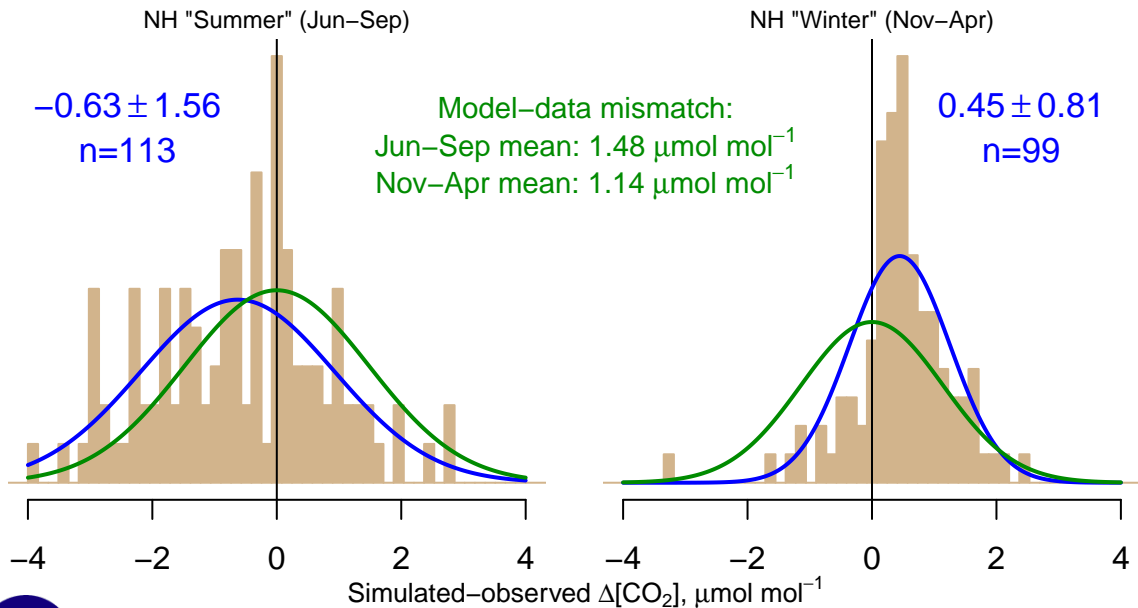 NH "Summer" (Jun−Sep)
−0.63 ± 1.56
n=113
Model−data mismatch:
Jun−Sep mean: 1.48 μmol mol⁻¹
Nov−Apr mean: 1.14 μmol mol⁻¹
NH "Winter" (Nov−Apr)
0.45 ± 0.81
n=99
−4 −2 0 2 4
−4 −2 0 2 4
Simulated−observed Δ[CO₂], μmol mol⁻¹